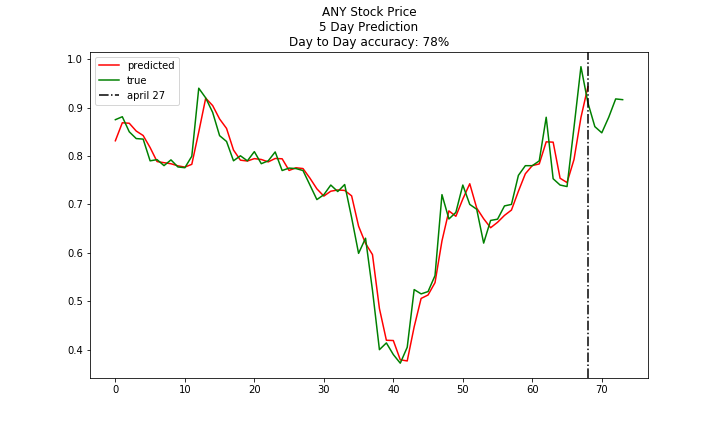 ANY Stock Price
5 Day Prediction
Day to Day accuracy: 78%
predicted
true
april 27
1.0
0.9
0.8
0.7
0.6
0.5
0.4
0 10 20 30 40 50 60 70